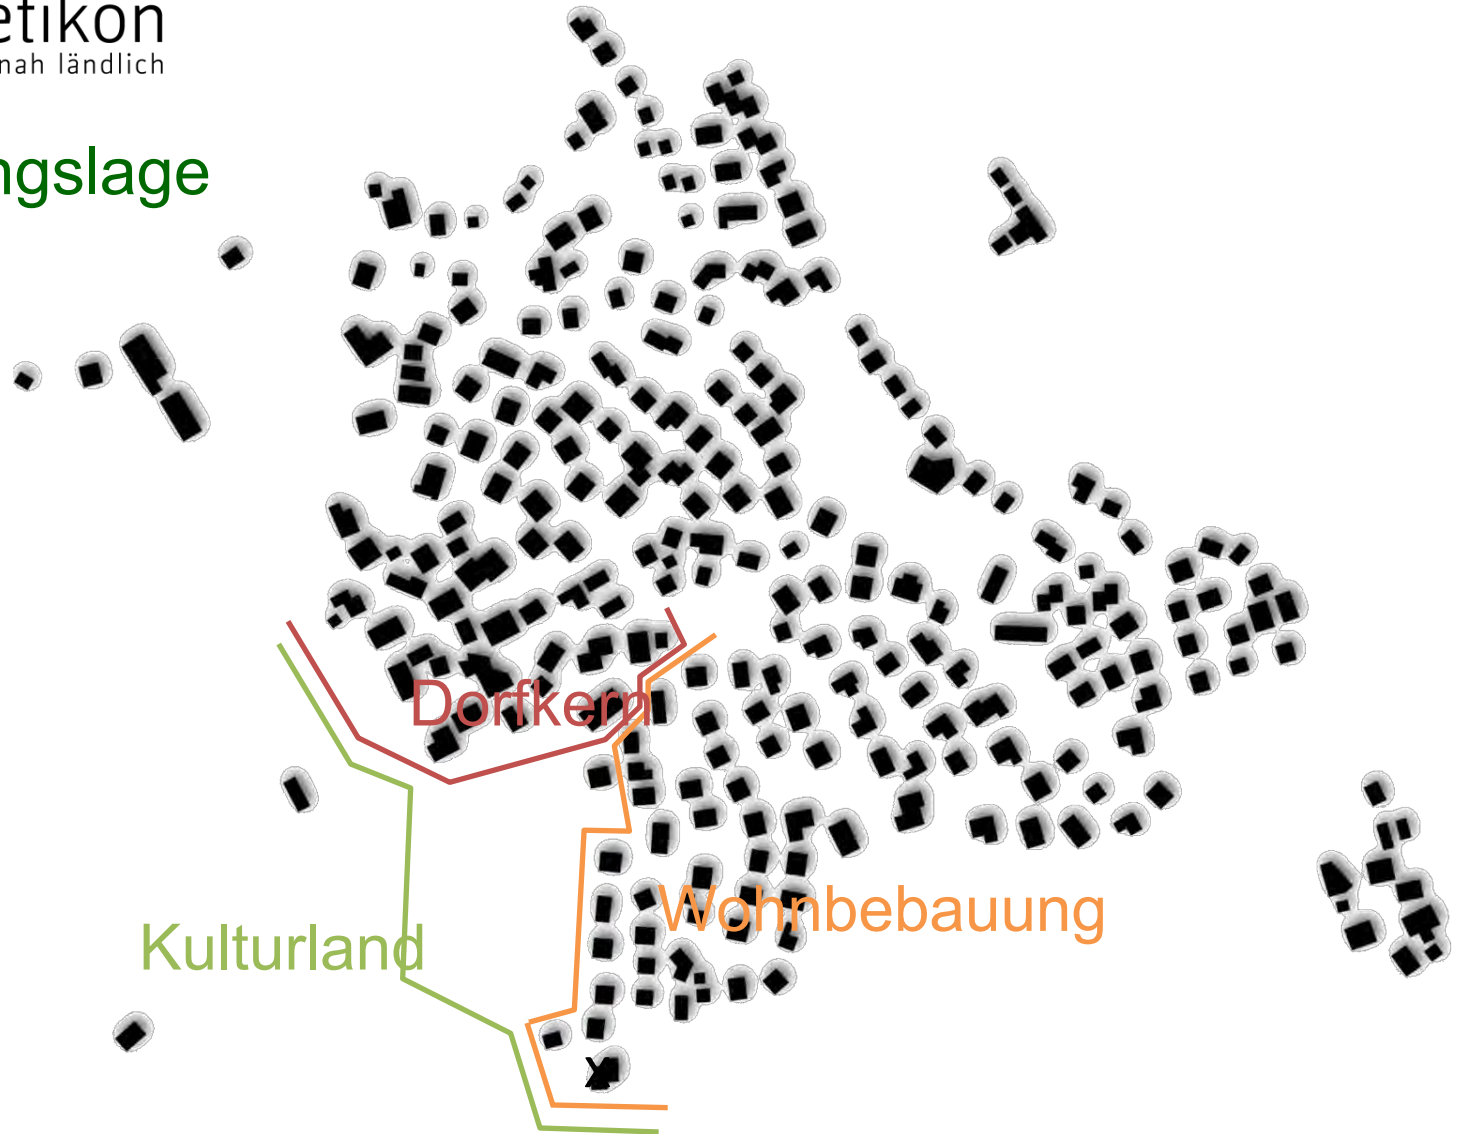 etikon
nah ländlich
ngslage
Dorfkern
Wohnbebauung
Kulturland
x